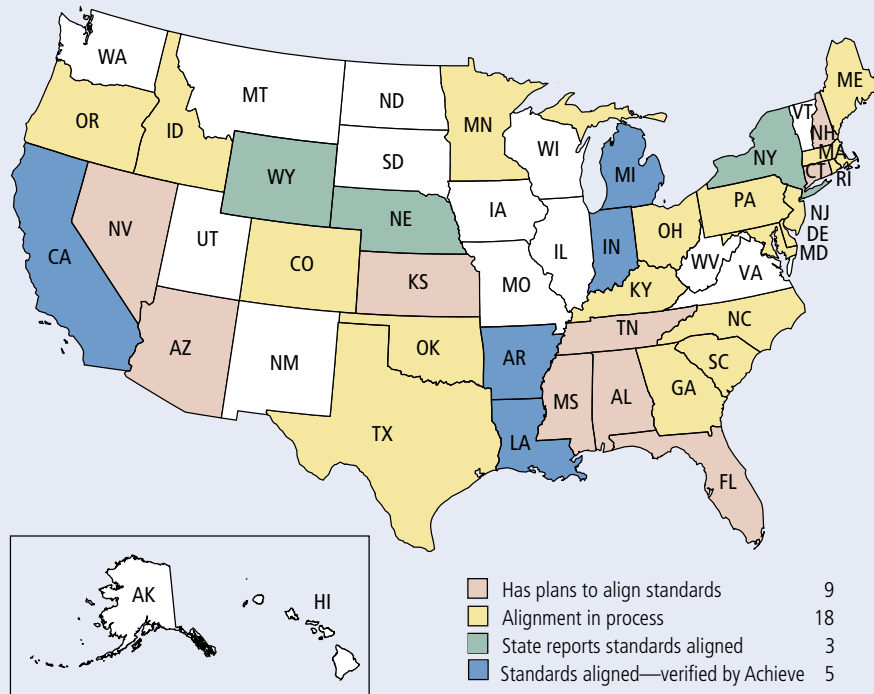 WA
MT
ND
MN
ME
VT
NH
OR
ID
SD
WI
MI
NY
MA
CT
RI
WY
NE
IA
PA
NJ
NV
UT
CO
KS
MO
IL
IN
OH
DE
MD
WV
VA
CA
KY
AZ
NM
OK
AR
TN
NC
SC
TX
LA
MS
AL
GA
FL
AK
HI
Has plans to align standards 9
Alignment in process 18
State reports standards aligned 3
Standards aligned—verified by Achieve 5